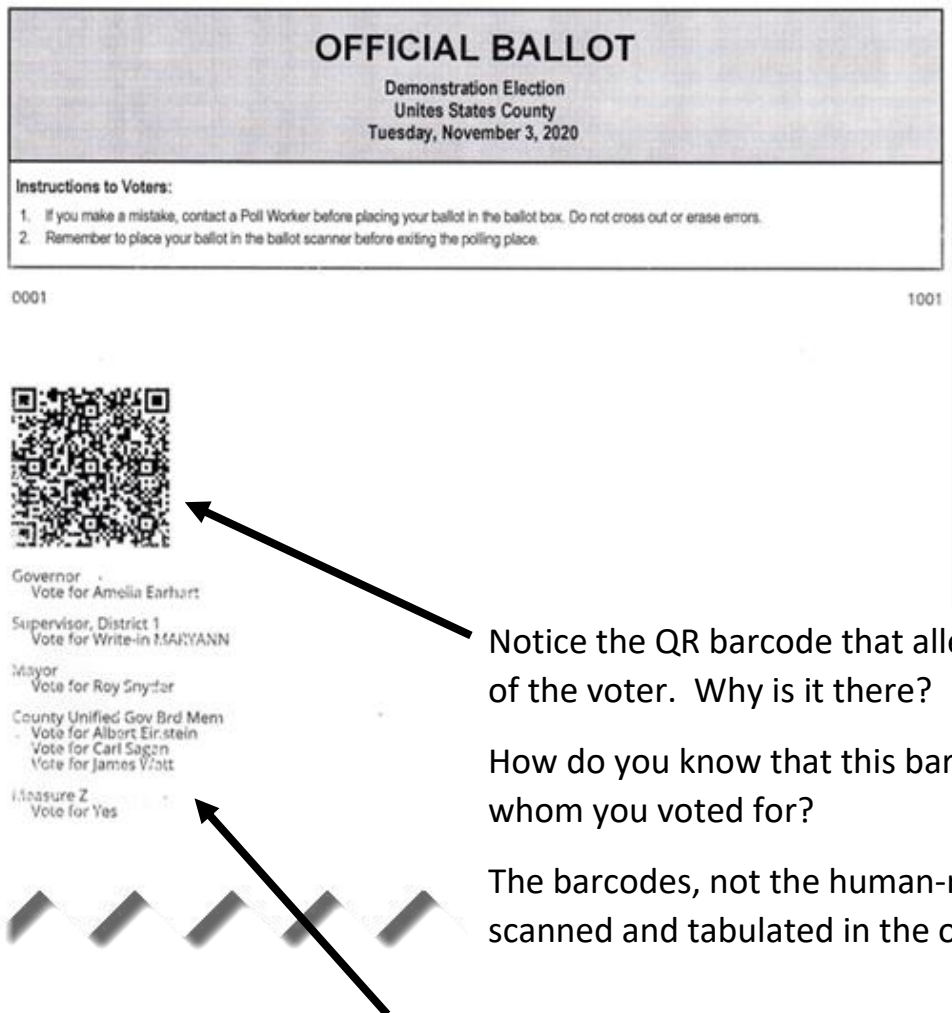 OFFICIAL BALLOT
Demonstration Election
Unites States County
Tuesday, November 3, 2020
Instructions to Voters:
1. If you make a mistake, contact a Poll Worker before placing your ballot in the ballot box. Do not cross out or erase errors.
2. Remember to place your ballot in the ballot scanner before exiting the polling place.
0001 1001
Governor
Vote for Amelia Earhart
Supervisor, District 1
Vote for Write-in MARYANN
Mayor
Vote for Roy Snyder
County Unified Gov Brd Mem
Vote for Albert Einstein
Vote for Carl Sagan
Vote for James Watt
Measure Z
Vote for Yes
Notice the QR barcode that alle
of the voter. Why is it there?
How do you know that this bar
whom you voted for?
The barcodes, not the human-r
scanned and tabulated in the o